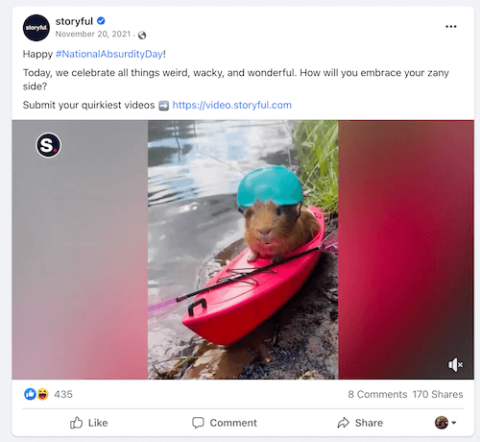 storyful.
storyful
November 20, 2021 ·
Happy #NationalAbsurdityDay!
Today, we celebrate all things weird, wacky, and wonderful. How will you embrace your zany
side?
Submit your quirkiest videos ➡️ https://video.storyful.com
S.
435
8 Comments 170 Shares
Like Comment Share